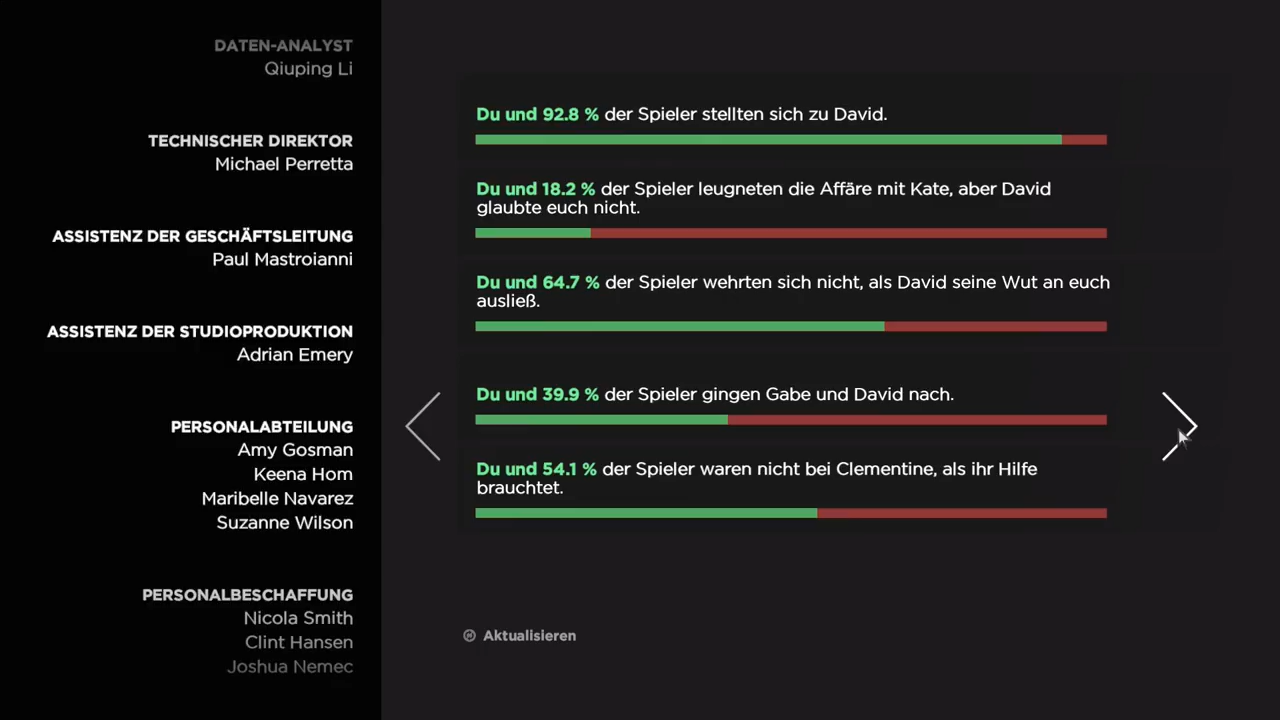 DATEN-ANALYST
Qiuping Li
TECHNISCHER DIREKTOR
Michael Perretta
ASSISTENZ DER GESCHÄFTSLEITUNG
Paul Mastroianni
ASSISTENZ DER STUDIOPRODUKTION
Adrian Emery
PERSONALABTEILUNG
Amy Gosman
Keena Hom
Maribelle Navarez
Suzanne Wilson
PERSONALBESCHAFFUNG
Nicola Smith
Clint Hansen
Joshua Nemec
Du und 92.8 % der Spieler stellten sich zu David.
Du und 18.2 % der Spieler leugneten die Affäre mit Kate, aber David
glaubte euch nicht.
Du und 64.7 % der Spieler wehrten sich nicht, als David seine Wut an euch
ausließ.
Du und 39.9 % der Spieler gingen Gabe und David nach.
Du und 54.1 % der Spieler waren nicht bei Clementine, als ihr Hilfe
brauchtet.
Aktualisieren